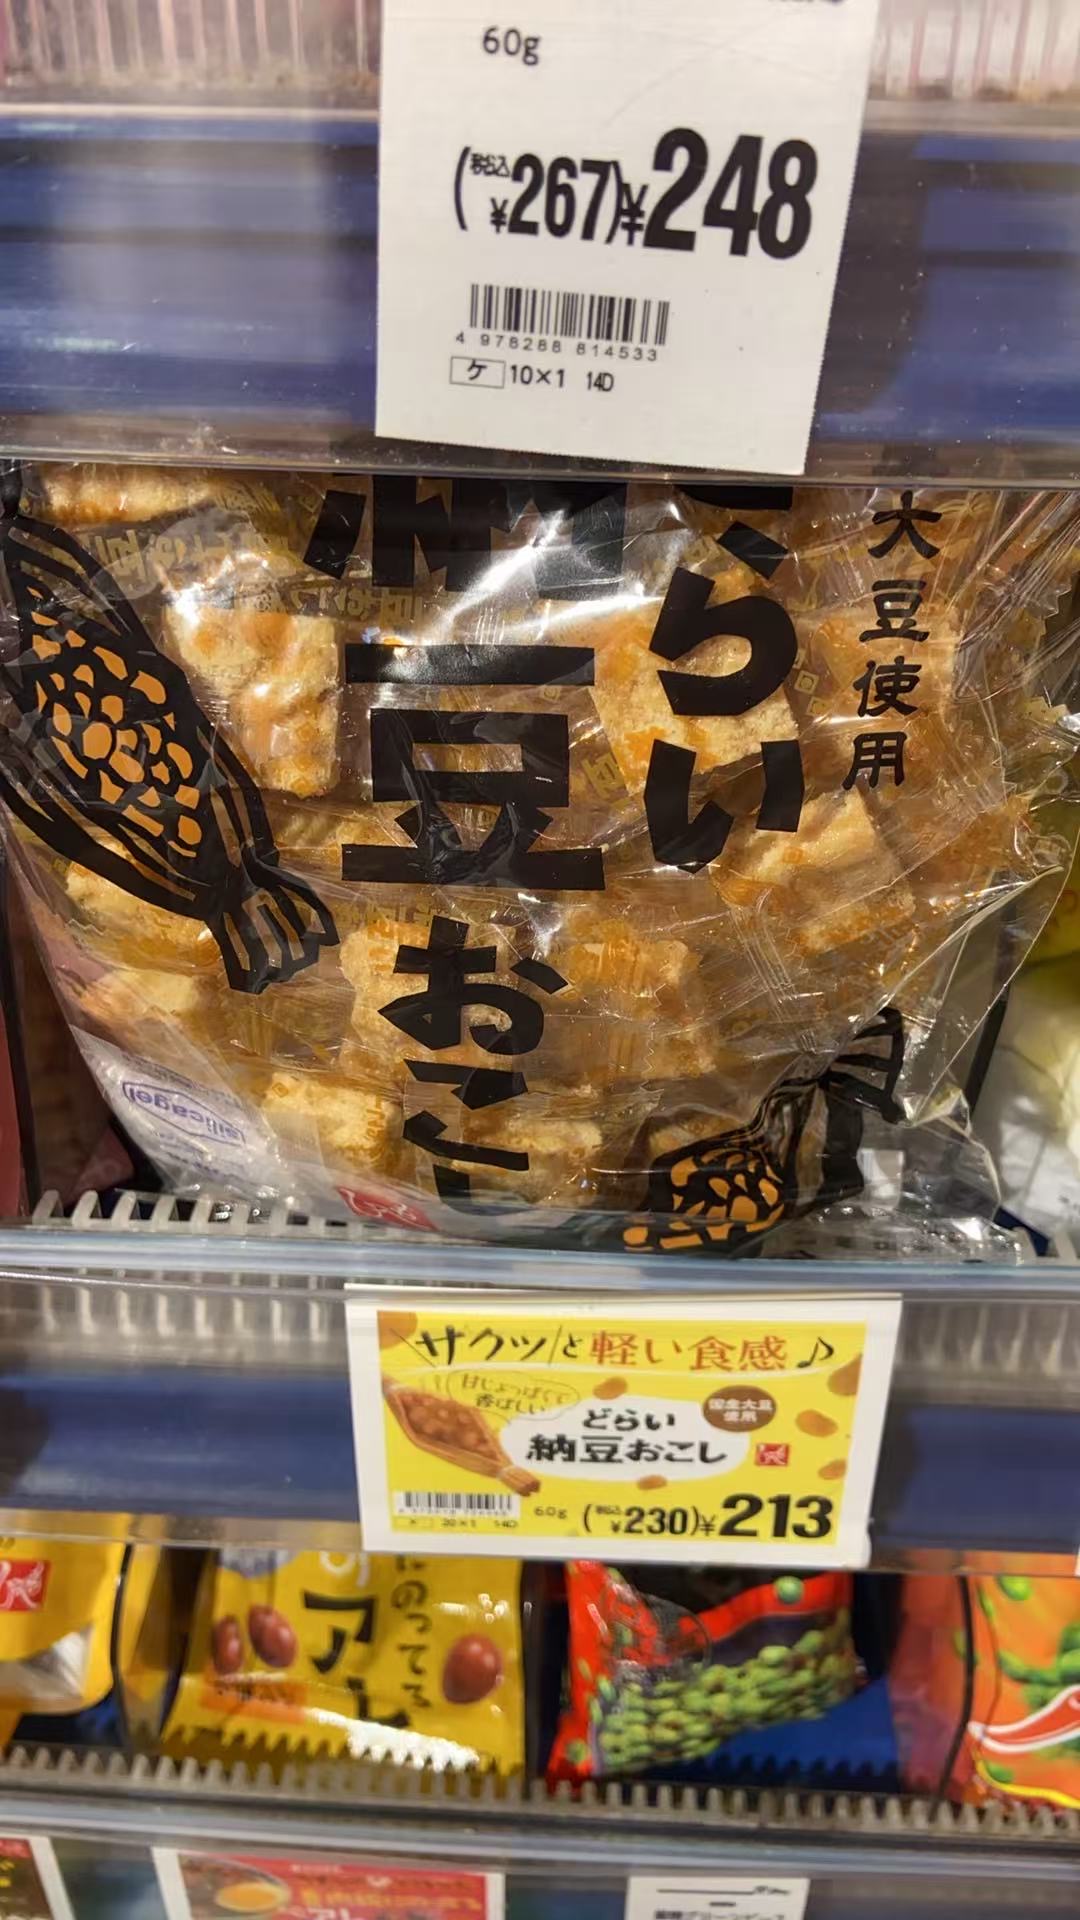 60g
(税込¥267)¥248
4 978288 814533
ケ 10×1 14D
大豆使用
らい
豆おこし
silicagel
サクッと軽い食感♪
甘じょっぱくて
香ばしい
国産大豆
使用
どらい
納豆おこし
60g (税込¥230)¥213
20×1 14D
のってる